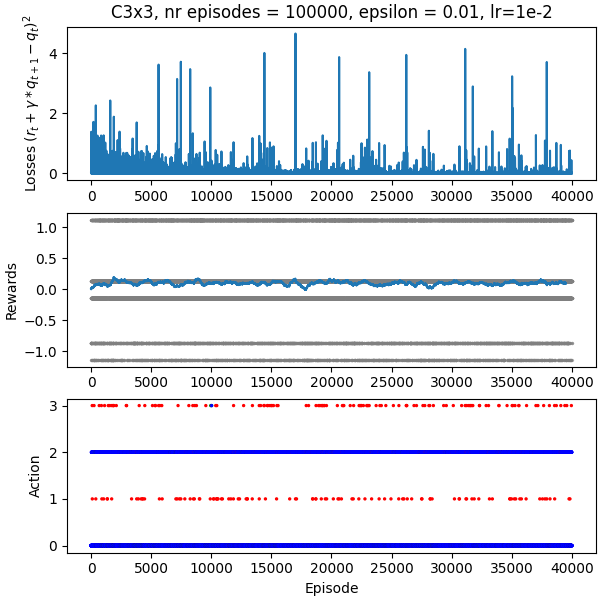 C3x3, nr episodes = 100000, epsilon = 0.01, lr=1e-2
Losses $(r_t + \gamma * q_{t+1} - q_t)^2$
4
2
0
0 5000 10000 15000 20000 25000 30000 35000 40000
Rewards
1.0
0.5
0.0
−0.5
−1.0
0 5000 10000 15000 20000 25000 30000 35000 40000
Action
3
2
1
0
0 5000 10000 15000 20000 25000 30000 35000 40000
Episode